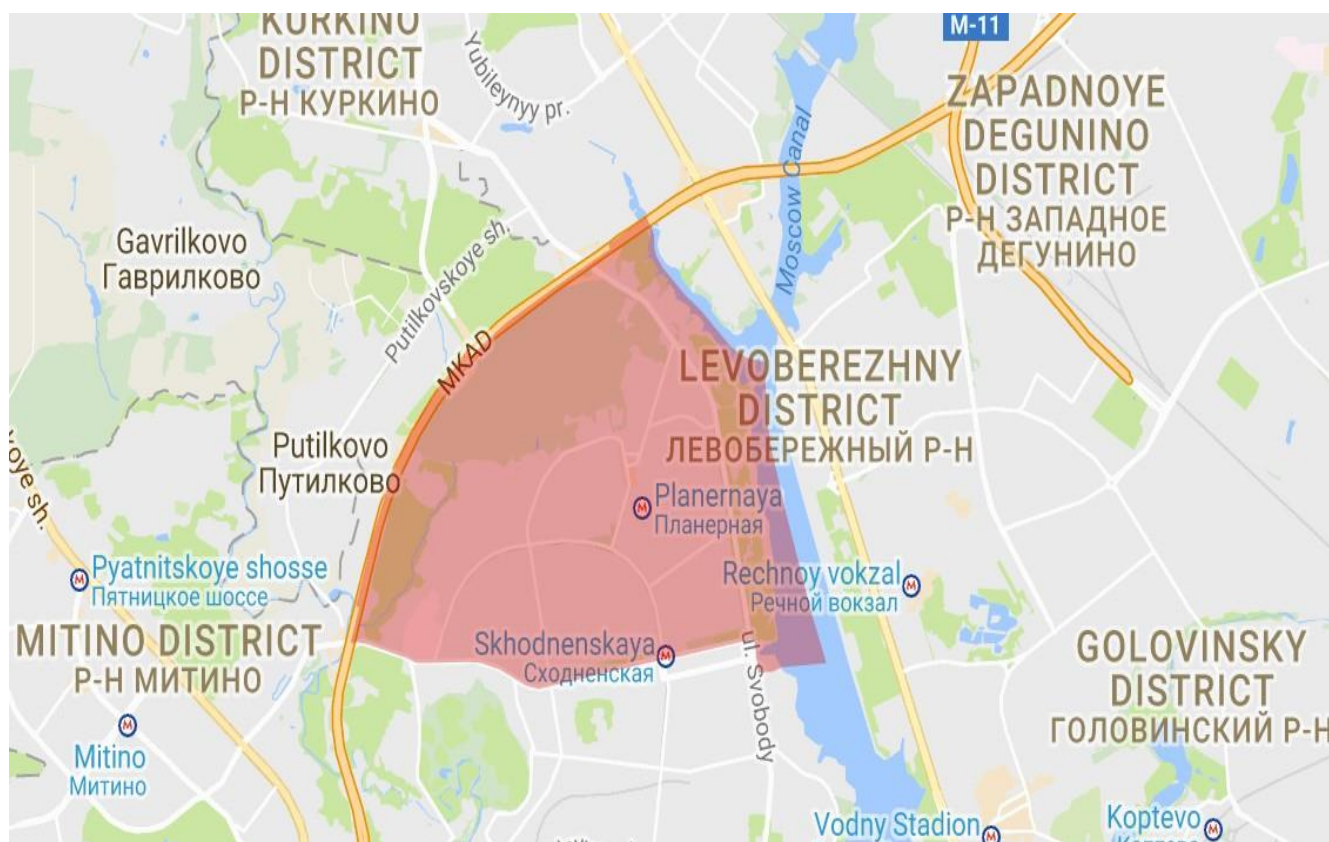 KURKINO
DISTRICT
Р-Н КУРКИНО
Yubileynyy pr.
M-11
ZAPADNOYE
DEGUNINO
DISTRICT
Р-Н ЗАПАДНОЕ
ДЕГУНИНО
Moscow Canal
Gavrilkovo
Гаврилково
Putilkovskoye sh.
MKAD
LEVOBEREZHNY
DISTRICT
ЛЕВОБЕРЕЖНЫЙ Р-Н
Putilkovo
Путилково
koye sh.
Planernaya
Планерная
Pyatnitskoye shosse
Пятницкое шоссе
Rechnoy vokzal
Речной вокзал
MITINO DISTRICT
Р-Н МИТИНО
Skhodnenskaya
Сходненская
ul. Svobody
GOLOVINSKY
DISTRICT
ГОЛОВИНСКИЙ Р-Н
Mitino
Митино
Vodny Stadion
Koptevo